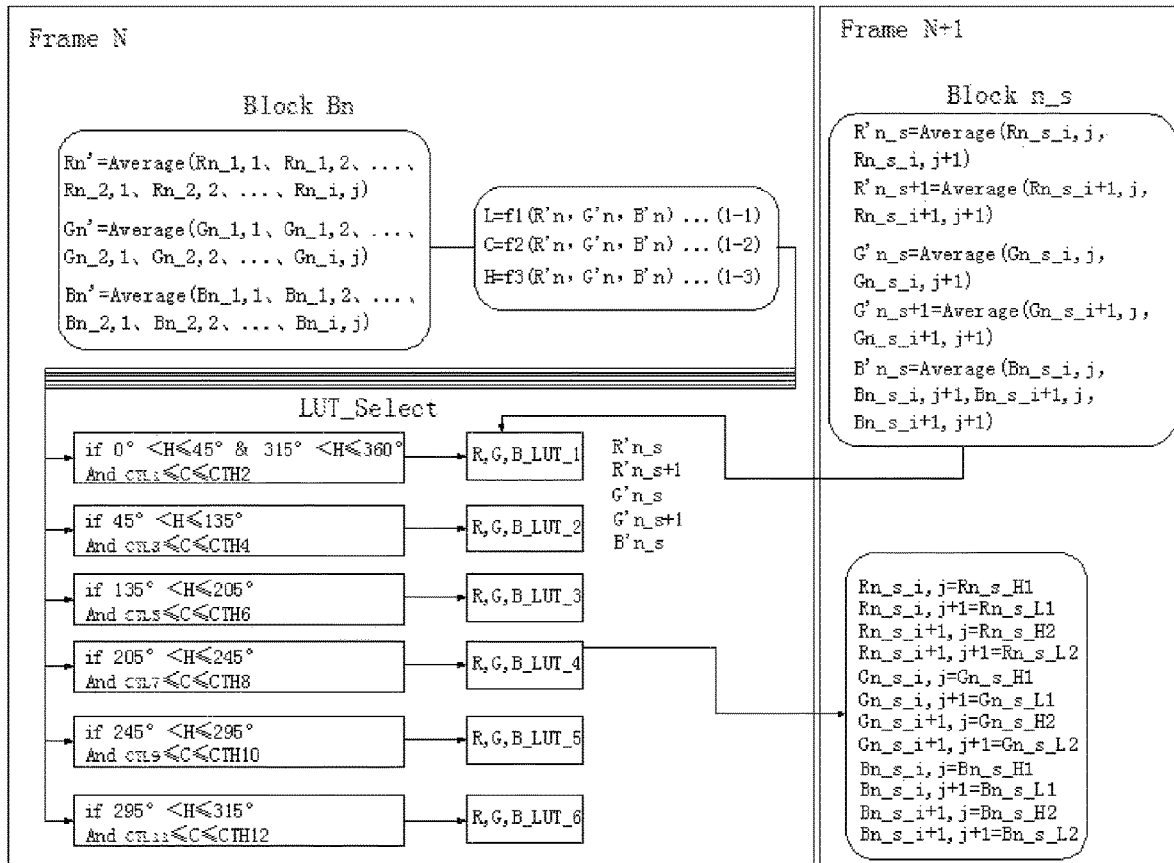 Frame N
Block Bn
Rn'=Average(Rn_1,1、Rn_1,2、....、
Rn_2,1、Rn_2,2、....、Rn_i,j)
Gn'=Average(Gn_1,1、Gn_1,2、....、
Gn_2,1、Gn_2,2、....、Gn_i,j)
Bn'=Average(Bn_1,1、Bn_1,2、....、
Bn_2,1、Bn_2,2、....、Bn_i,j)
L=f1(R'n, G'n, B'n) ...(1-1)
C=f2(R'n, G'n, B'n) ...(1-2)
H=f3(R'n, G'n, B'n) ...(1-3)
LUT_Select
if 0° <H≤45° & 315° <H≤360°
And CTL1≤C≤CTH2
R,G,B_LUT_1
if 45° <H≤135°
And CTL3≤C≤CTH4
R,G,B_LUT_2
if 135° <H≤205°
And CTL5≤C≤CTH6
R,G,B_LUT_3
if 205° <H≤245°
And CTL7≤C≤CTH8
R,G,B_LUT_4
if 245° <H≤295°
And CTL9≤C≤CTH10
R,G,B_LUT_5
if 295° <H≤315°
And CTL11≤C≤CTH12
R,G,B_LUT_6
R'n_s
R'n_s+1
G'n_s
G'n_s+1
B'n_s
Frame N+1
Block n_s
R'n_s=Average(Rn_s_i,j,
Rn_s_i,j+1)
R'n_s+1=Average(Rn_s_i+1,j,
Rn_s_i+1,j+1)
G'n_s=Average(Gn_s_i,j,
Gn_s_i,j+1)
G'n_s+1=Average(Gn_s_i+1,j,
Gn_s_i+1,j+1)
B'n_s=Average(Bn_s_i,j,
Bn_s_i,j+1,Bn_s_i+1,j,
Bn_s_i+1,j+1)
Rn_s_i,j=Rn_s_H1
Rn_s_i,j+1=Rn_s_L1
Rn_s_i+1,j=Rn_s_H2
Rn_s_i+1,j+1=Rn_s_L2
Gn_s_i,j=Gn_s_H1
Gn_s_i,j+1=Gn_s_L1
Gn_s_i+1,j=Gn_s_H2
Gn_s_i+1,j+1=Gn_s_L2
Bn_s_i,j=Bn_s_H1
Bn_s_i,j+1=Bn_s_L1
Bn_s_i+1,j=Bn_s_H2
Bn_s_i+1,j+1=Bn_s_L2